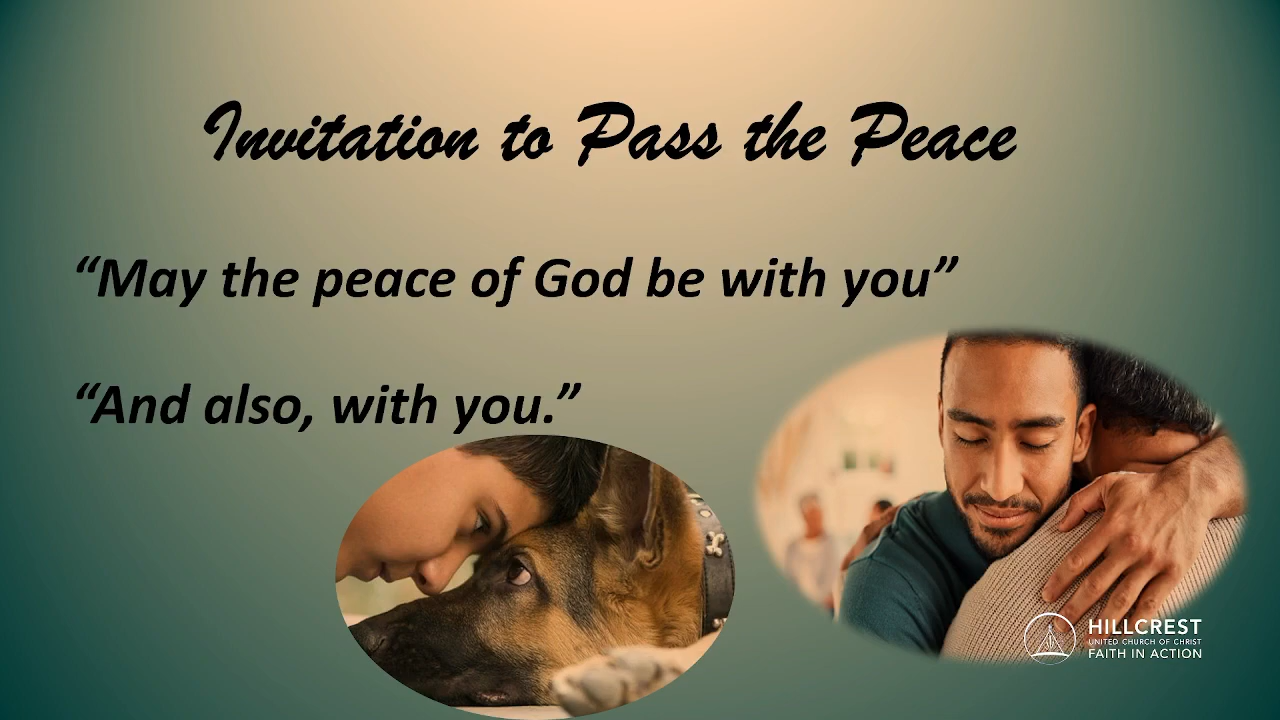 Invitation to Pass the Peace
“May the peace of God be with you”
“And also, with you.”
HILLCREST
UNITED CHURCH OF CHRIST
FAITH IN ACTION